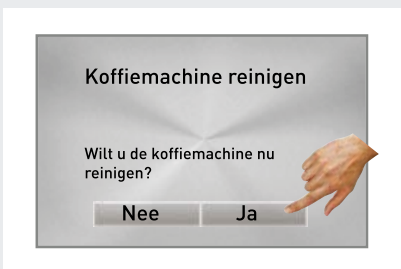 Koffiemachine reinigen
Wilt u de koffiemachine nu
reinigen?
Nee Ja